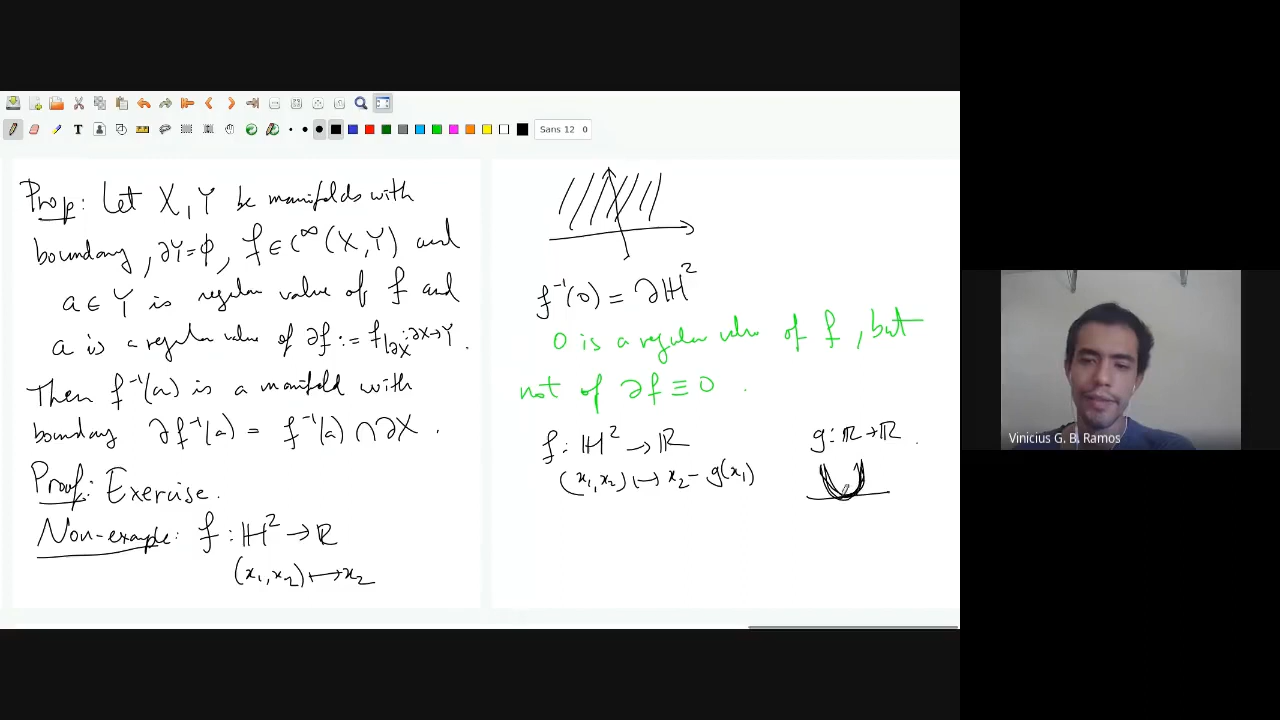 Sans 12 0
Prop: Let X, Y be manifolds with
boundary, ∂Y=φ, f ∈ C^∞(X,Y) and
a ∈ Y is regular value of f and
a is a regular value of ∂f := f|∂X : ∂X→Y.
Then f⁻¹(a) is a manifold with
boundary ∂f⁻¹(a) = f⁻¹(a) ∩ ∂X.
Proof: Exercise.
Non-example: f : ℍ² → ℝ
(x₁, x₂) ↦ x₂
f⁻¹(0) = ∂ℍ²
0 is a regular value of f, but
not of ∂f ≡ 0.
f : ℍ² → ℝ
(x₁, x₂) ↦ x₂ − g(x₁)
g : ℝ → ℝ.
Vinicius G. B. Ramos